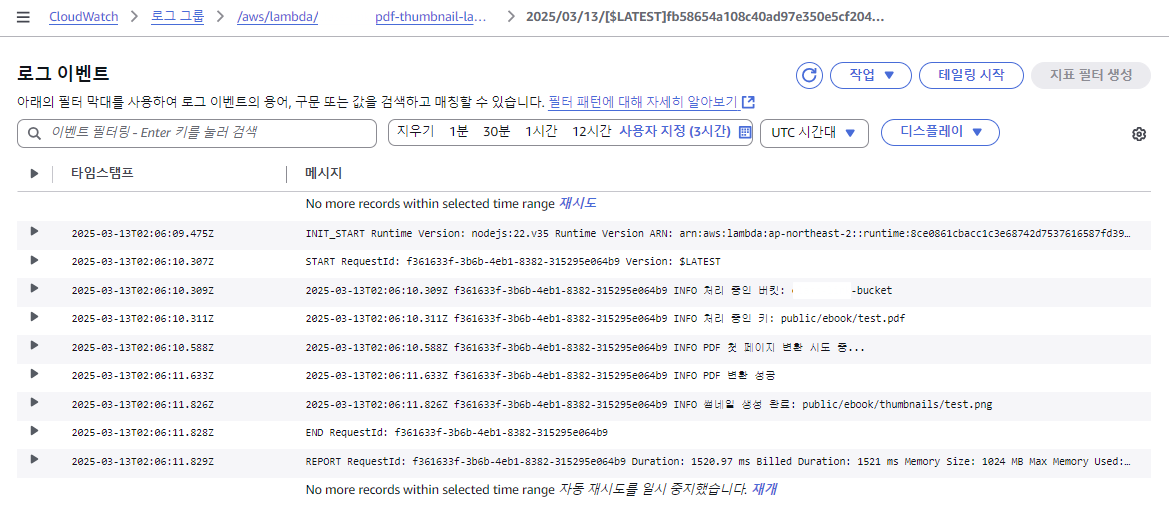 CloudWatch > 로그 그룹 > /aws/lambda/ pdf-thumbnail-la... > 2025/03/13/[$LATEST]fb58654a108c40ad97e350e5cf204...
로그 이벤트
작업 ▼ 테일링 시작 지표 필터 생성
아래의 필터 막대를 사용하여 로그 이벤트의 용어, 구문 또는 값을 검색하고 매칭할 수 있습니다. 필터 패턴에 대해 자세히 알아보기
이벤트 필터링 - Enter 키를 눌러 검색 지우기 1분 30분 1시간 12시간 사용자 지정 (3시간) UTC 시간대 ▼ 디스플레이 ▼
타임스탬프 메시지
No more records within selected time range 재시도
2025-03-13T02:06:09.475Z INIT_START Runtime Version: nodejs:22.v35 Runtime Version ARN: arn:aws:lambda:ap-northeast-2::runtime:8ce0861cbacc1c3e68742d7537616587fd39...
2025-03-13T02:06:10.307Z START RequestId: f361633f-3b6b-4eb1-8382-315295e064b9 Version: $LATEST
2025-03-13T02:06:10.309Z 2025-03-13T02:06:10.309Z f361633f-3b6b-4eb1-8382-315295e064b9 INFO 처리 중인 버킷: -bucket
2025-03-13T02:06:10.311Z 2025-03-13T02:06:10.311Z f361633f-3b6b-4eb1-8382-315295e064b9 INFO 처리 중인 키: public/ebook/test.pdf
2025-03-13T02:06:10.588Z 2025-03-13T02:06:10.588Z f361633f-3b6b-4eb1-8382-315295e064b9 INFO PDF 첫 페이지 변환 시도 중...
2025-03-13T02:06:11.633Z 2025-03-13T02:06:11.633Z f361633f-3b6b-4eb1-8382-315295e064b9 INFO PDF 변환 성공
2025-03-13T02:06:11.826Z 2025-03-13T02:06:11.826Z f361633f-3b6b-4eb1-8382-315295e064b9 INFO 썸네일 생성 완료: public/ebook/thumbnails/test.png
2025-03-13T02:06:11.828Z END RequestId: f361633f-3b6b-4eb1-8382-315295e064b9
2025-03-13T02:06:11.829Z REPORT RequestId: f361633f-3b6b-4eb1-8382-315295e064b9 Duration: 1520.97 ms Billed Duration: 1521 ms Memory Size: 1024 MB Max Memory Used:...
No more records within selected time range 자동 재시도를 일시 중지했습니다. 재개